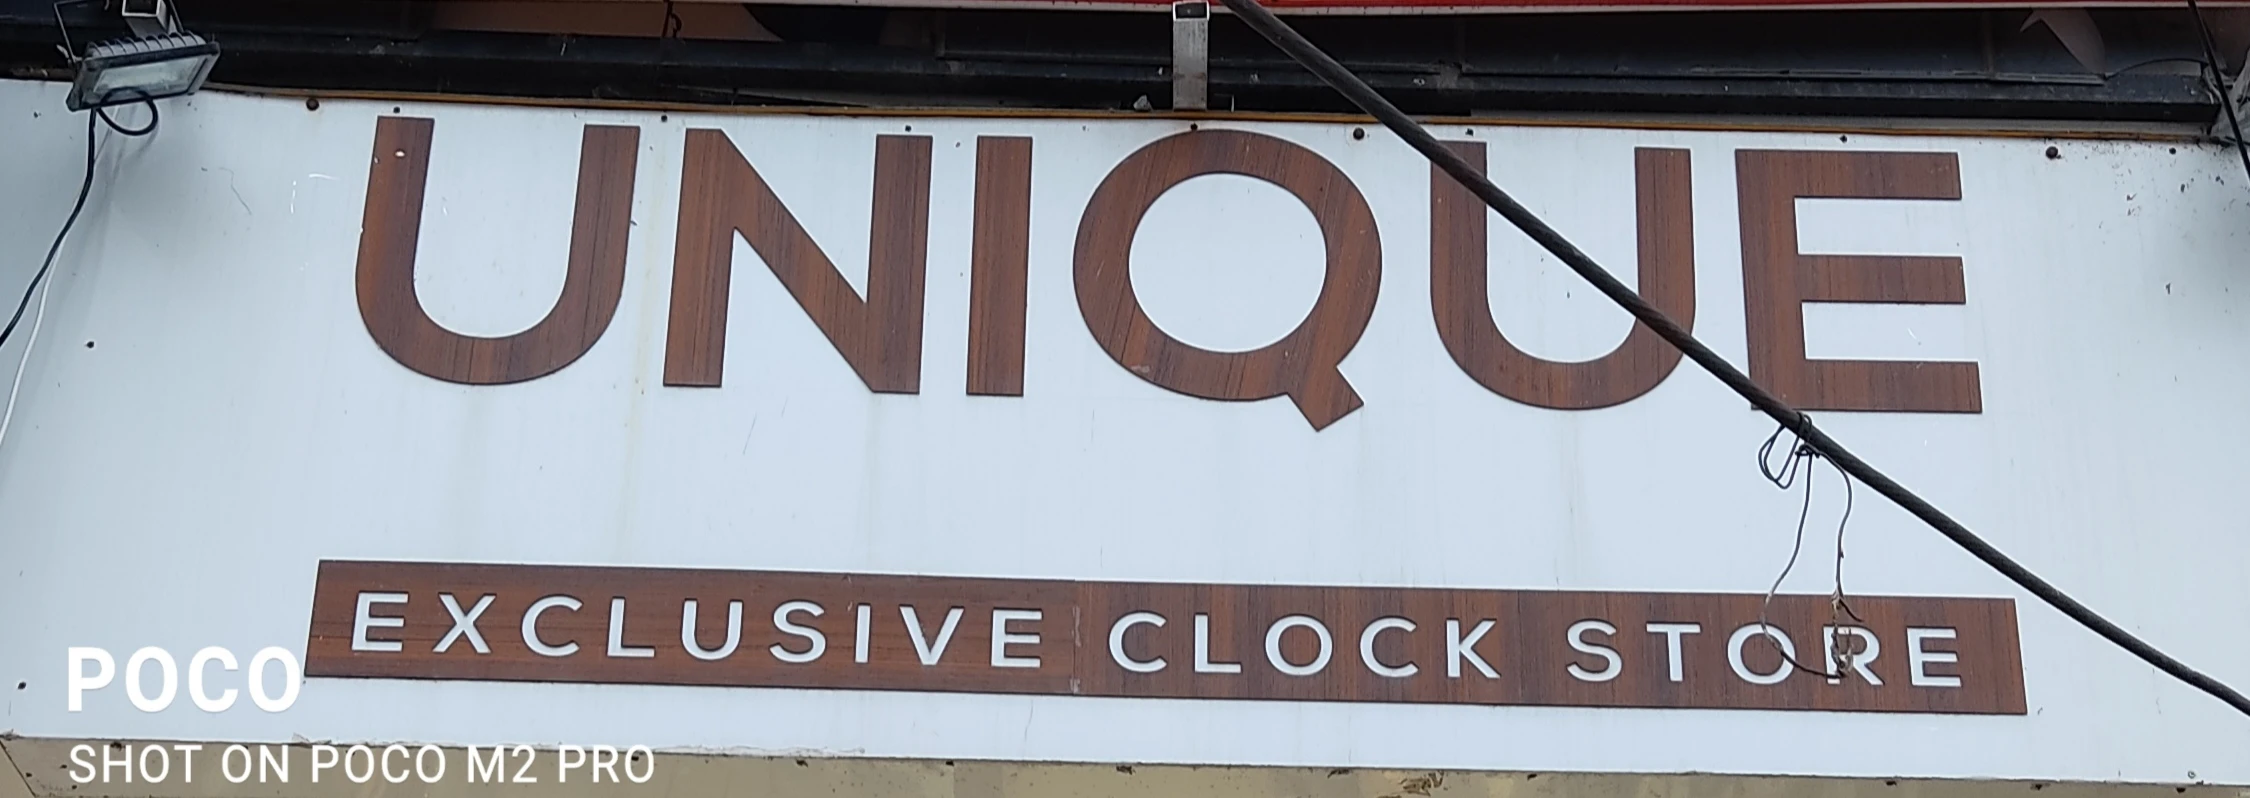 UNIQUE
EXCLUSIVE CLOCK STORE
POCO
SHOT ON POCO M2 PRO